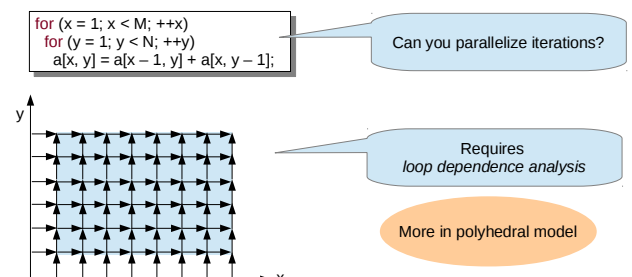 for (x = 1; x < M; ++x)
for (y = 1; y < N; ++y)
a[x, y] = a[x – 1, y] + a[x, y – 1];
Can you parallelize iterations?
y
Requires
loop dependence analysis
More in polyhedral model
x